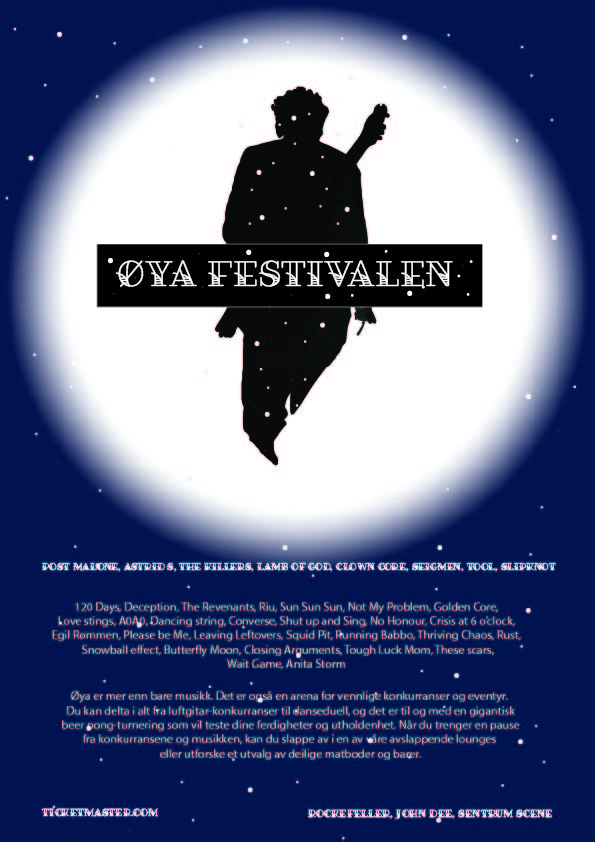 ØYA FESTIVALEN
POST MALONE, ASTRID S, THE KILLERS, LAMB OF GOD, CLOWN CORE, SEIGMEN, TOOL, SLIPKNOT
120 Days, Deception, The Revenants, Riu, Sun Sun Sun, Not My Problem, Golden Core,
Love stings, A0A0, Dancing string, Converse, Shut up and Sing, No Honour, Crisis at 6 o'clock,
Egil Rømmen, Please be Me, Leaving Leftovers, Squid Pit, Running Babbo, Thriving Chaos, Rust,
Snowball effect, Butterfly Moon, Closing Arguments, Tough Luck Mom, These scars,
Wait Game, Anita Storm
Øya er mer enn bare musikk. Det er også en arena for vennlige konkurranser og eventyr.
Du kan delta i alt fra luftgitar-konkurranser til danseduell, og det er til og med en gigantisk
beer pong-turnering som vil teste dine ferdigheter og utholdenhet. Når du trenger en pause
fra konkurransene og musikken, kan du slappe av i en av våre avslappende lounges
eller utforske et utvalg av deilige matboder og barer.
TICKETMASTER.COM
ROCKEFELLER, JOHN DEE, SENTRUM SCENE